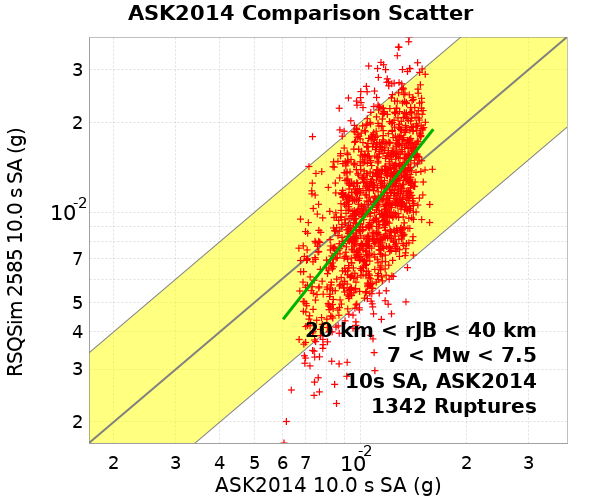 ASK2014 Comparison Scatter
RSQSim 2585 10.0 s SA (g)
3
2
10-2
7
5
4
3
2
20 km < rJB < 40 km
7 < Mw < 7.5
10s SA, ASK2014
1342 Ruptures
2 3 4 5 6 7 10-2 2 3
ASK2014 10.0 s SA (g)